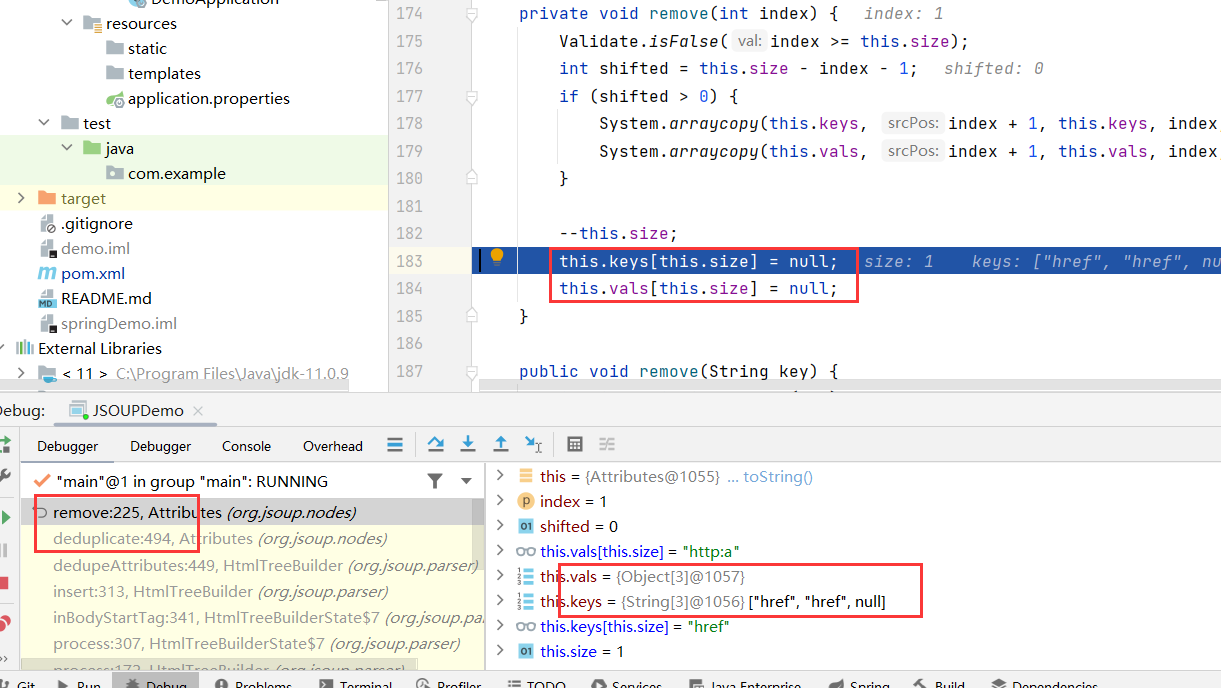 DemoApplication
resources
static
templates
application.properties
test
java
com.example
target
.gitignore
demo.iml
pom.xml
README.md
springDemo.iml
External Libraries
< 11 > C:\Program Files\Java\jdk-11.0.9
174 private void remove(int index) { index: 1
175 Validate.isFalse( val: index >= this.size);
176 int shifted = this.size - index - 1; shifted: 0
177 if (shifted > 0) {
178 System.arraycopy(this.keys, srcPos: index + 1, this.keys, index
179 System.arraycopy(this.vals, srcPos: index + 1, this.vals, index
180 }
181
182 --this.size;
183 this.keys[this.size] = null; size: 1 keys: ["href", "href", nu
184 this.vals[this.size] = null;
185 }
186
187 public void remove(String key) {
Debug: JSOUPDemo
Debugger Debugger Console Overhead
"main"@1 in group "main": RUNNING
remove:225, Attributes (org.jsoup.nodes)
deduplicate:494, Attributes (org.jsoup.nodes)
dedupeAttributes:449, HtmlTreeBuilder (org.jsoup.parser)
insert:313, HtmlTreeBuilder (org.jsoup.parser)
inBodyStartTag:341, HtmlTreeBuilderState$7 (org.jsoup.parser)
process:307, HtmlTreeBuilderState$7 (org.jsoup.parser)
process:172, HtmlTreeBuilder (org.jsoup.parser)
this = {Attributes@1055} ... toString()
index = 1
shifted = 0
this.vals[this.size] = "http:a"
this.vals = {Object[3]@1057}
this.keys = {String[3]@1056} ["href", "href", null]
this.keys[this.size] = "href"
this.size = 1
Git Run Debug Problems Terminal Profiler TODO Services Java Enterprise Spring Build Dependencies